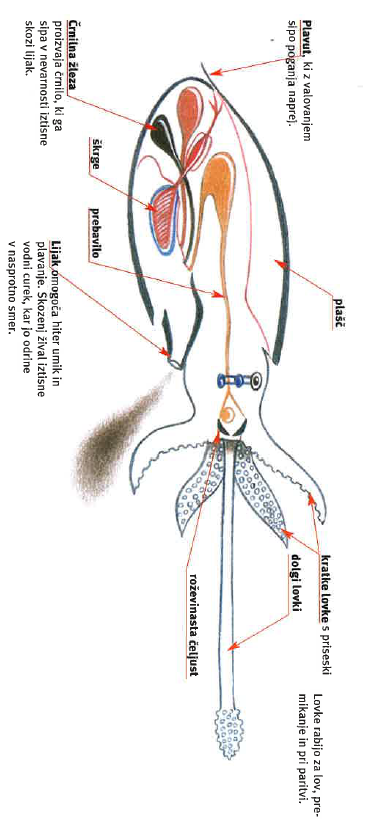 Plavut, ki z valovanjem
sipo poganja naprej.
Črnilna žleza
proizvaja črnilo, ki ga
sipa v nevarnosti iztisne
skozi lijak.
škrge
prebavilo
plašč
Lijak omogoča hiter umik in
plavanje. Skozenj žival iztisne
vodni curek, kar jo odrine
v nasprotno smer.
kratke lovke s priseski
dolgi lovki
roževinasta čeljust
Lovke rabijo za lov, pre-
mikanje in pri paritvi.